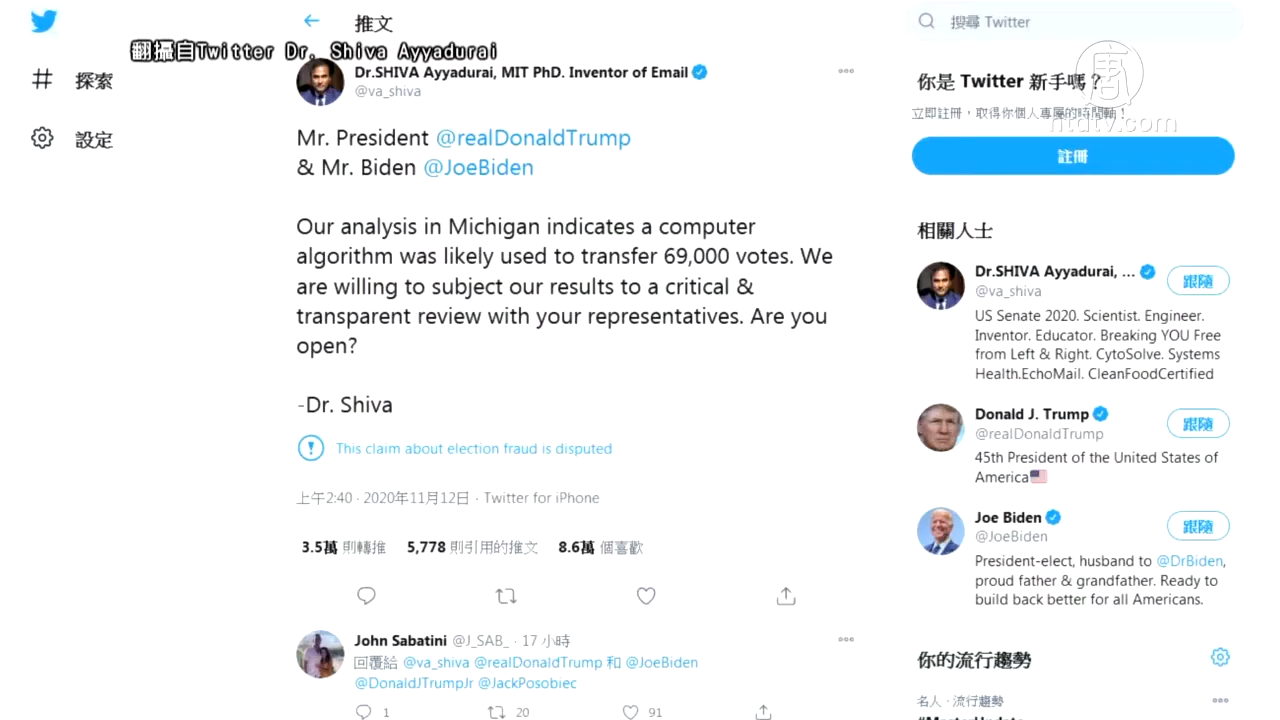 推文
搜尋 Twitter
翻攝自Twitter Dr. Shiva Ayyadurai
探索
設定
Dr.SHIVA Ayyadurai, MIT PhD. Inventor of Email
@va_shiva
Mr. President @realDonaldTrump
& Mr. Biden @JoeBiden
Our analysis in Michigan indicates a computer
algorithm was likely used to transfer 69,000 votes. We
are willing to subject our results to a critical &
transparent review with your representatives. Are you
open?
-Dr. Shiva
This claim about election fraud is disputed
上午2:40 · 2020年11月12日 · Twitter for iPhone
3.5萬 則轉推 5,778 則引用的推文 8.6萬 個喜歡
John Sabatini @J_SAB_ · 17 小時
回覆給 @va_shiva @realDonaldTrump 和 @JoeBiden
@DonaldJTrumpJr @JackPosobiec
1 20 91
你是 Twitter 新手嗎？
立即註冊，取得你個人專屬的時間軸！
唐
ntdtv.com
註冊
相關人士
Dr.SHIVA Ayyadurai, ...
跟隨
@va_shiva
US Senate 2020. Scientist. Engineer.
Inventor. Educator. Breaking YOU Free
from Left & Right. CytoSolve. Systems
Health.EchoMail. CleanFoodCertified
Donald J. Trump
跟隨
@realDonaldTrump
45th President of the United States of
America🇺🇸
Joe Biden
跟隨
@JoeBiden
President-elect, husband to @DrBiden,
proud father & grandfather. Ready to
build back better for all Americans.
你的流行趨勢
名人 · 流行趨勢